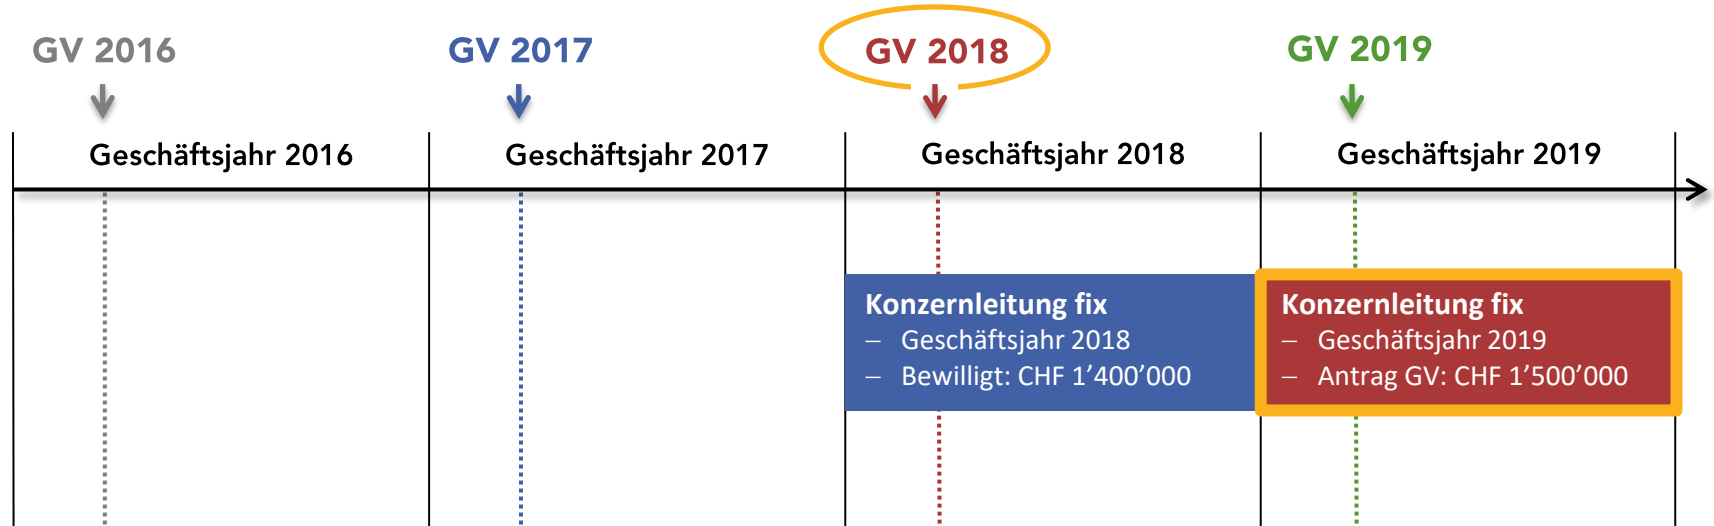 GV 2016
GV 2017
GV 2018
GV 2019
Geschäftsjahr 2016
Geschäftsjahr 2017
Geschäftsjahr 2018
Geschäftsjahr 2019
Konzernleitung fix
– Geschäftsjahr 2018
– Bewilligt: CHF 1’400’000
Konzernleitung fix
– Geschäftsjahr 2019
– Antrag GV: CHF 1’500’000